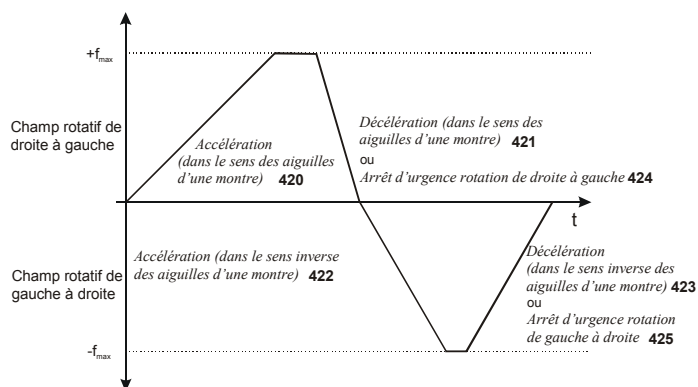 +fmax
Champ rotatif de
droite à gauche
Accélération
(dans le sens des aiguilles
d'une montre) 420
Décélération (dans le sens des
aiguilles d'une montre) 421
ou
Arrêt d'urgence rotation de droite à gauche 424
t
Champ rotatif de
gauche à droite
Accélération (dans le sens inverse
des aiguilles d'une montre) 422
Décélération
(dans le sens inverse des
aiguilles d'une montre) 423
ou
Arrêt d'urgence rotation
de gauche à droite 425
-fmax